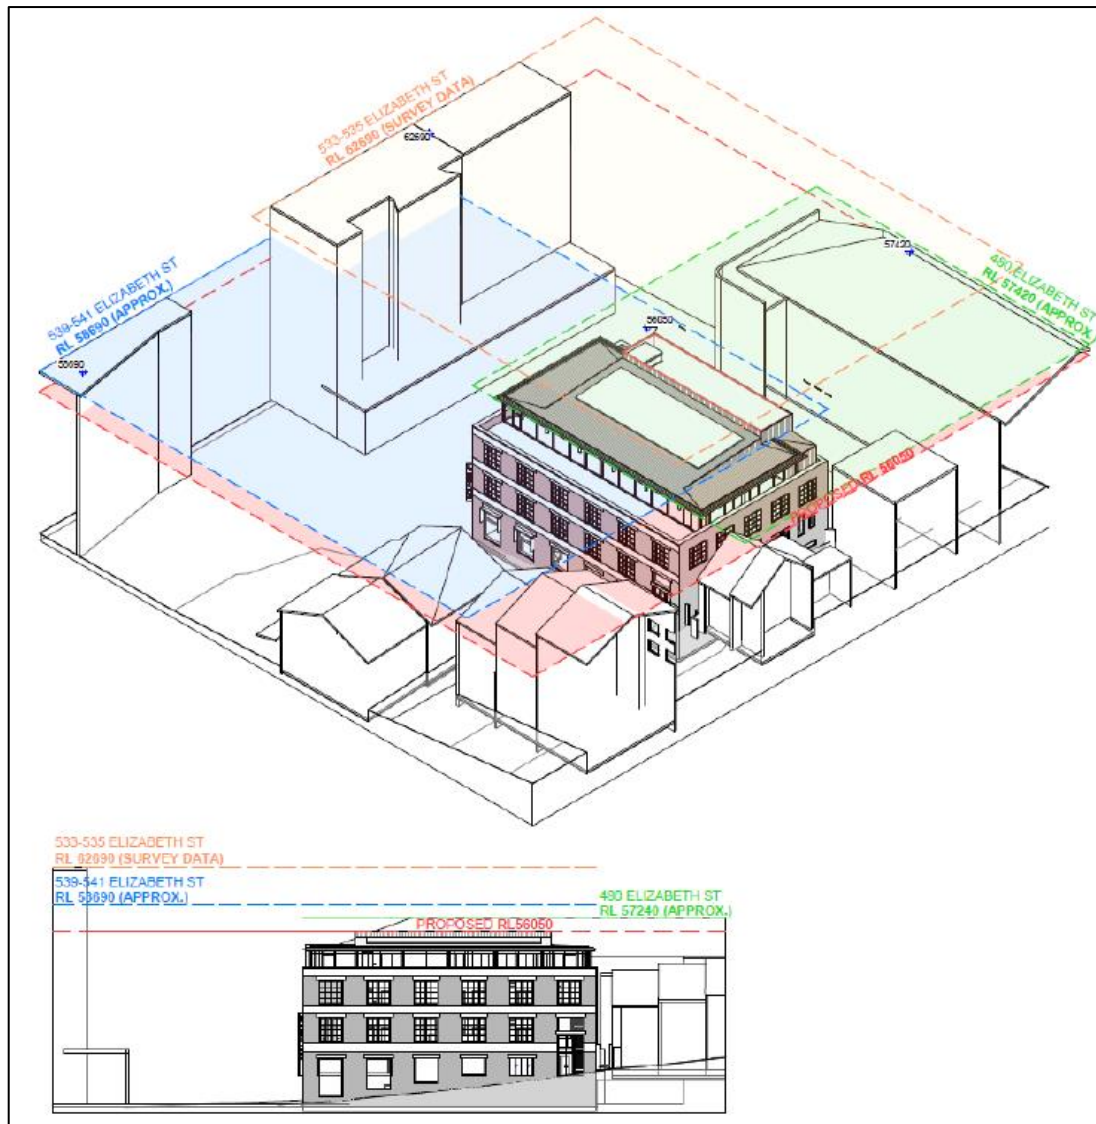 533-535 ELIZABETH ST
RL 62690 (SURVEY DATA)
62690
57420
480 ELIZABETH ST
RL 57420 (APPROX.)
539-541 ELIZABETH ST
RL 58690 (APPROX.)
58690
56050
PROPOSED RL 56050
533-535 ELIZABETH ST
RL 62690 (SURVEY DATA)
539-541 ELIZABETH ST
RL 58690 (APPROX.)
480 ELIZABETH ST
RL 57240 (APPROX.)
PROPOSED RL56050